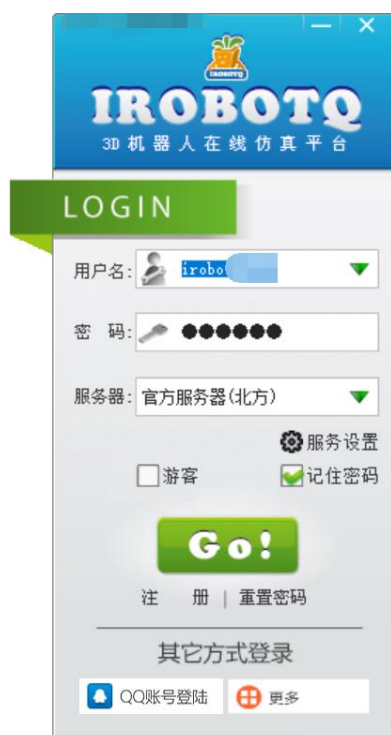 IROBOTQ
IROBOTQ
3D机器人在线仿真平台
LOGIN
用户名: irobo
密 码: ●●●●●●
服务器: 官方服务器(北方)
服务设置
游客 记住密码
Go!
注 册 | 重置密码
其它方式登录
QQ账号登陆 更多